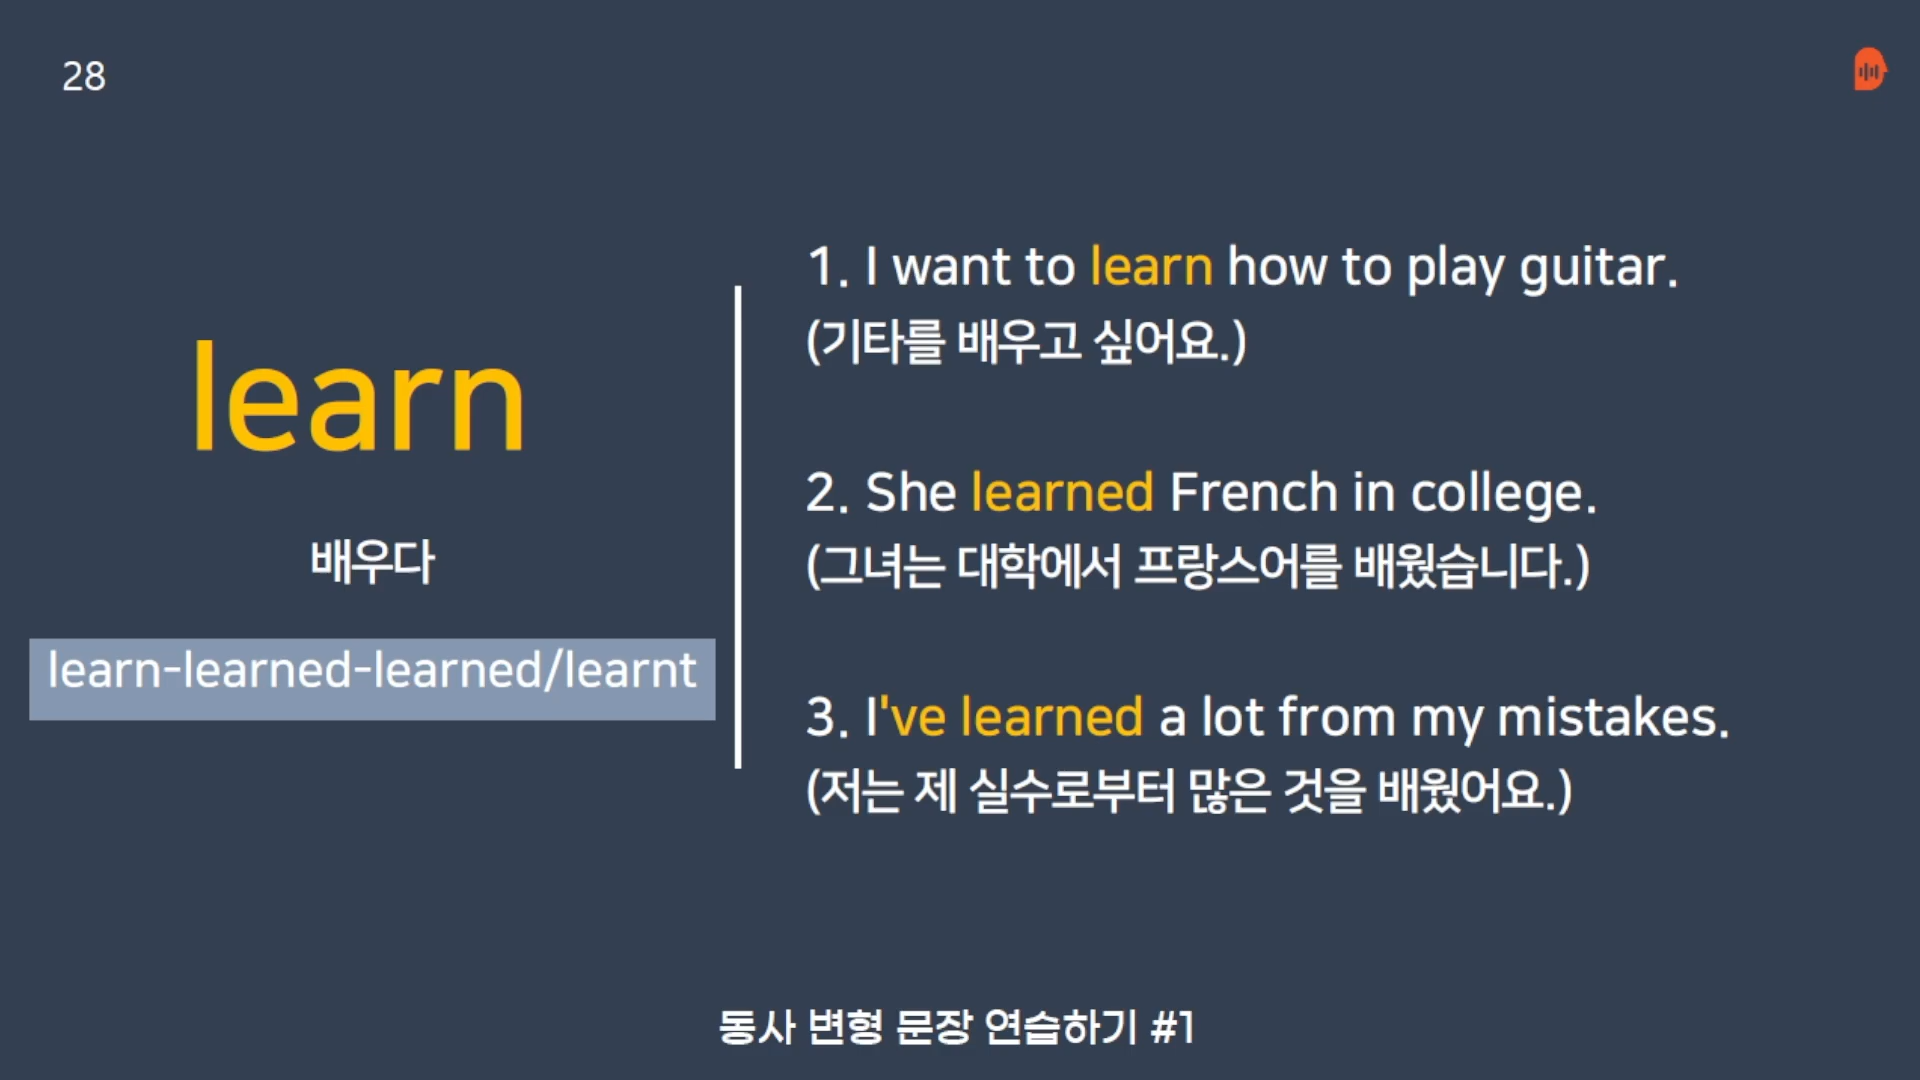 28
learn
배우다
learn-learned-learned/learnt
1. I want to learn how to play guitar.
(기타를 배우고 싶어요.)
2. She learned French in college.
(그녀는 대학에서 프랑스어를 배웠습니다.)
3. I've learned a lot from my mistakes.
(저는 제 실수로부터 많은 것을 배웠어요.)
동사 변형 문장 연습하기 #1